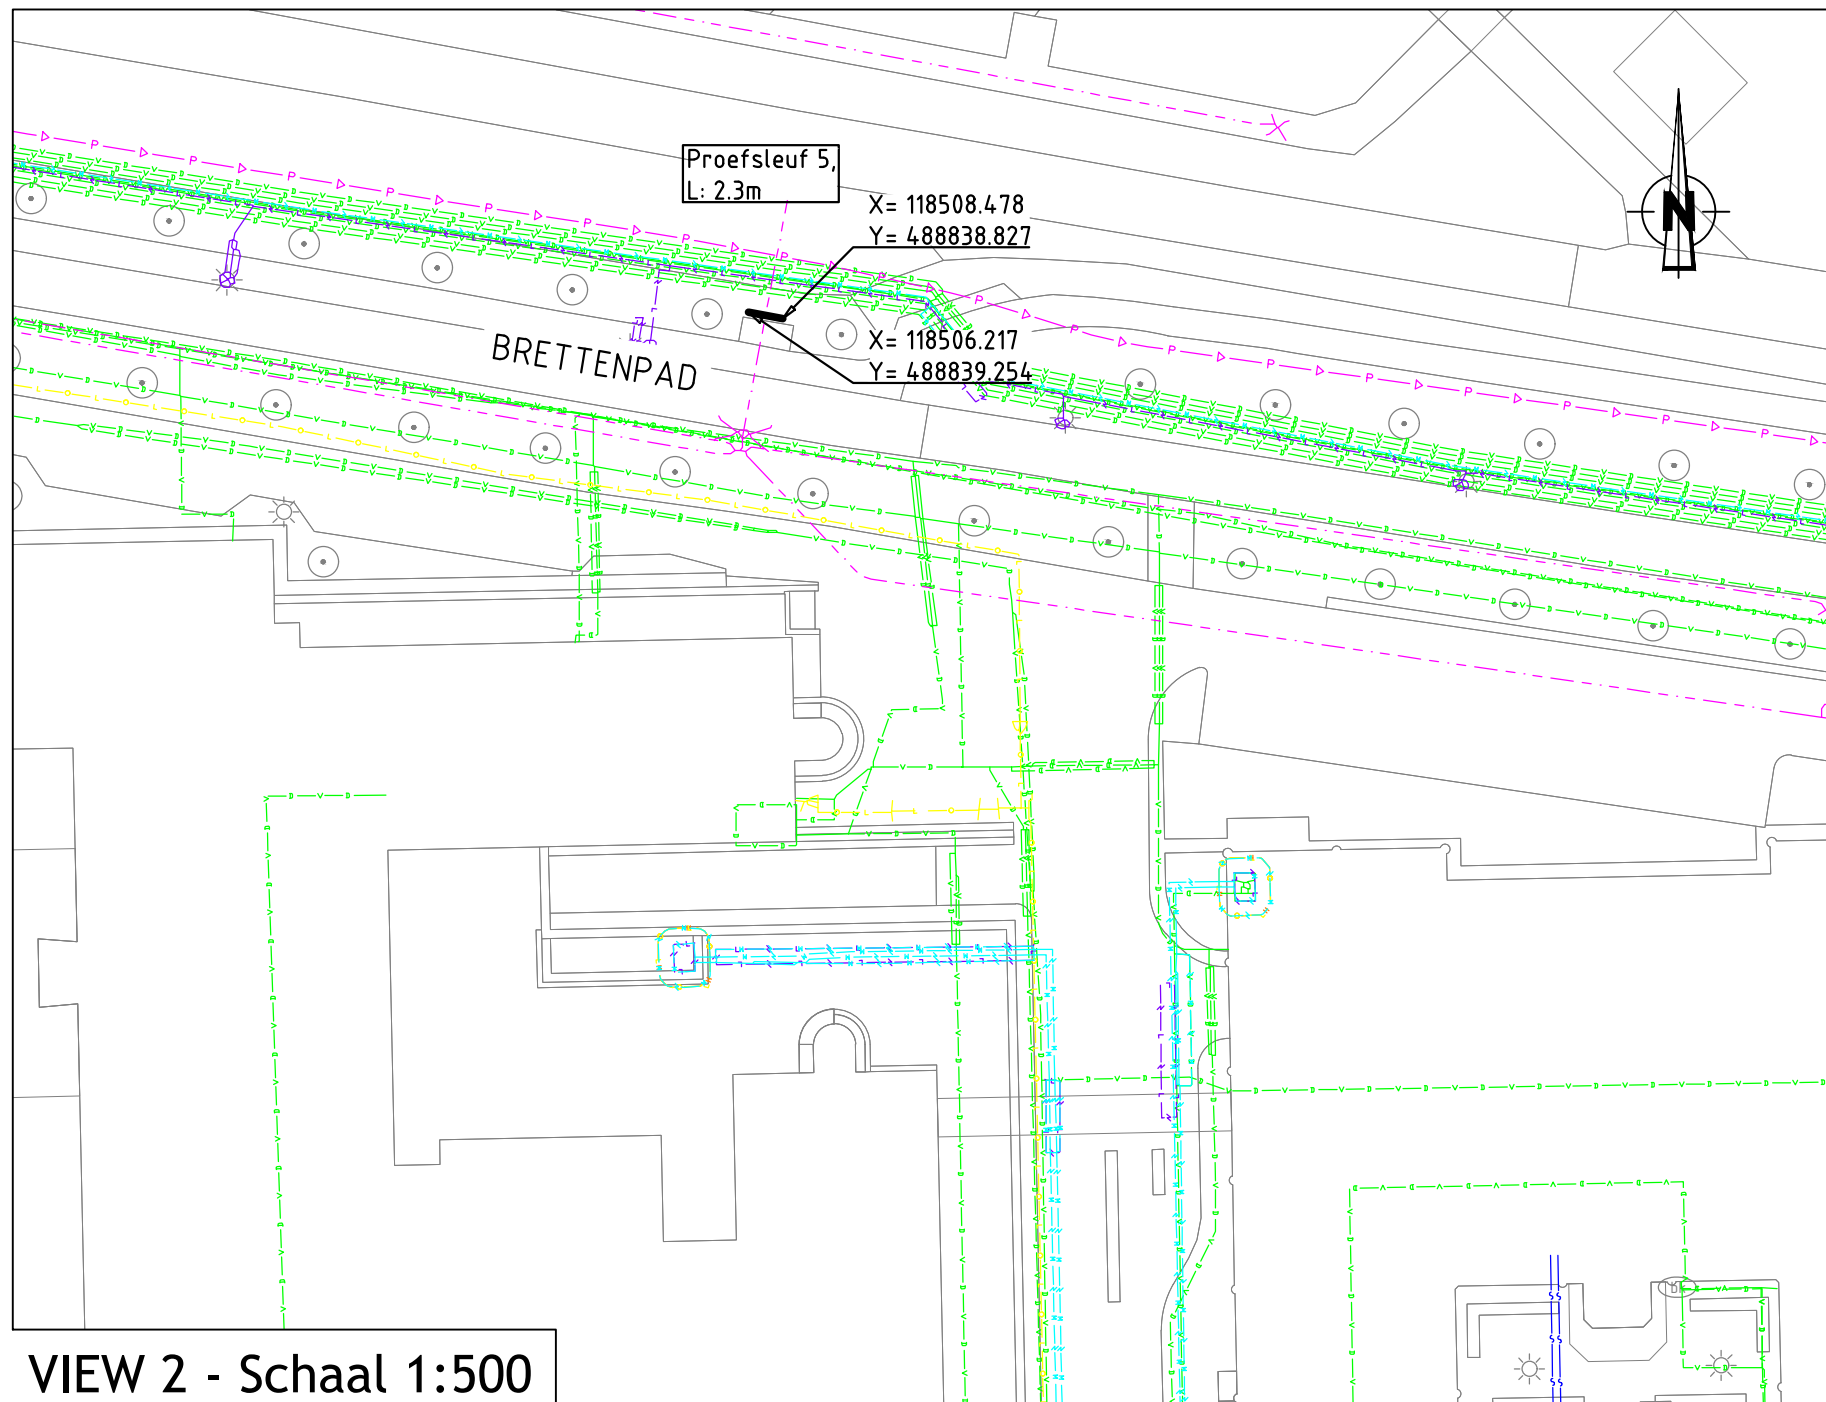 Proefsleuf 5,
L: 2.3m
X= 118508.478
Y= 488838.827
N
X= 118506.217
Y= 488839.254
BRETTENPAD
VIEW 2 - Schaal 1:500